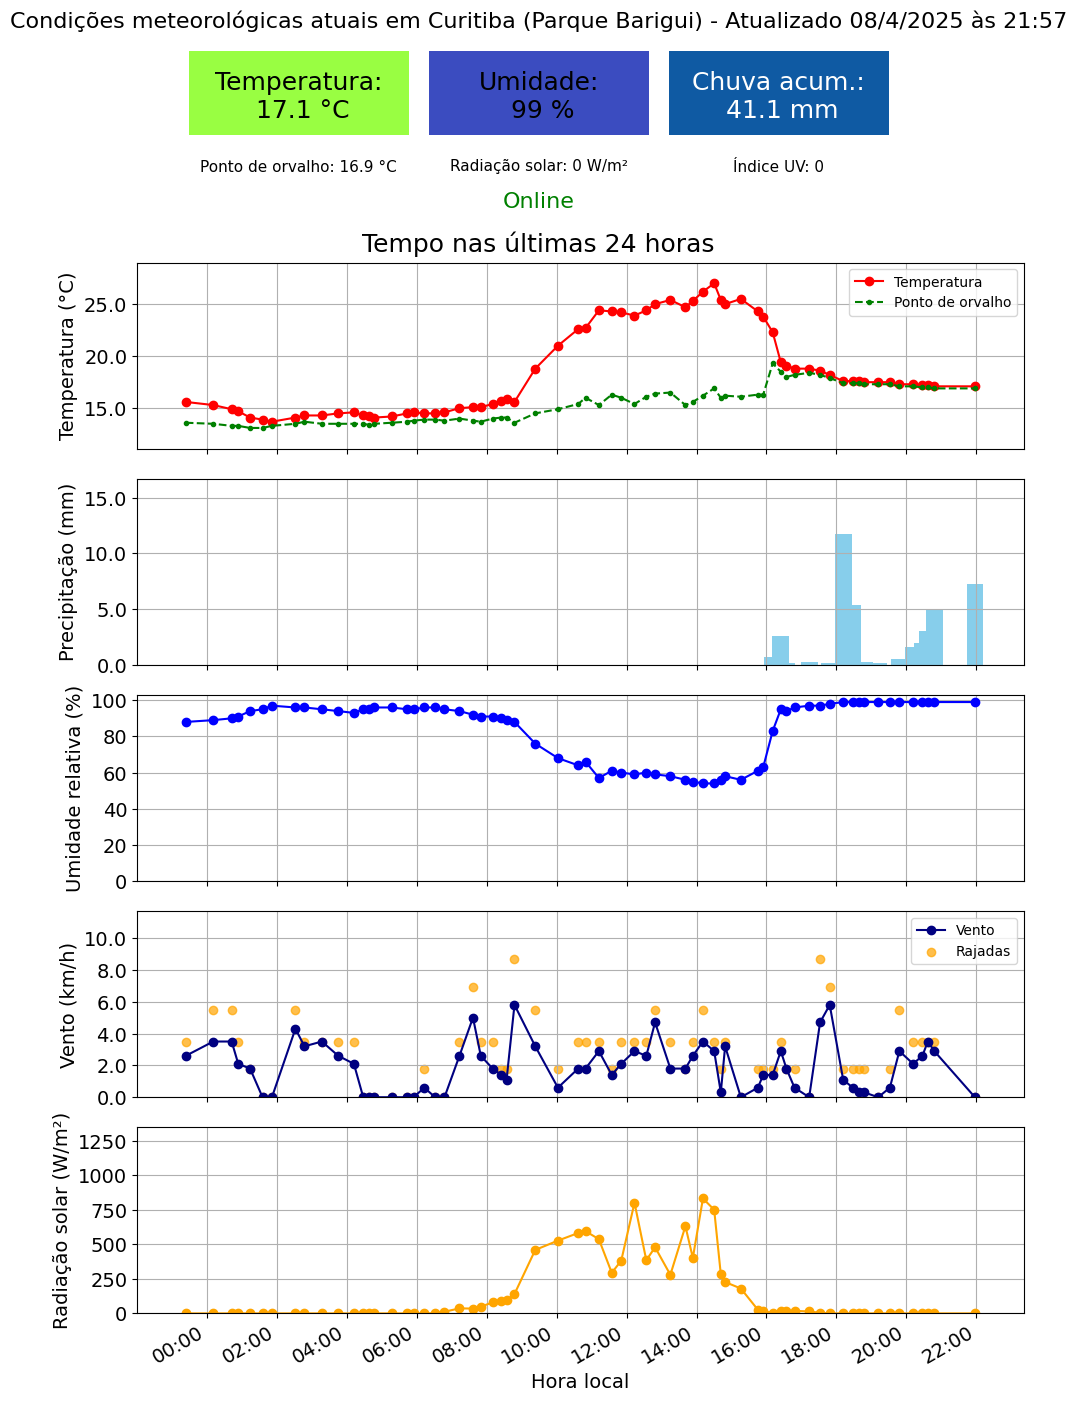 Condições meteorológicas atuais em Curitiba (Parque Barigui) - Atualizado 08/4/2025 às 21:57
Temperatura:
17.1 °C
Umidade:
99 %
Chuva acum.:
41.1 mm
Ponto de orvalho: 16.9 °C
Radiação solar: 0 W/m²
Índice UV: 0
Online
Tempo nas últimas 24 horas
Temperatura (°C)
25.0
20.0
15.0
Temperatura
Ponto de orvalho
Precipitação (mm)
15.0
10.0
5.0
0.0
Umidade relativa (%)
100
80
60
40
20
0
Vento (km/h)
10.0
8.0
6.0
4.0
2.0
0.0
Vento
Rajadas
Radiação solar (W/m²)
1250
1000
750
500
250
0
00:00
02:00
04:00
06:00
08:00
10:00
12:00
14:00
16:00
18:00
20:00
22:00
Hora local